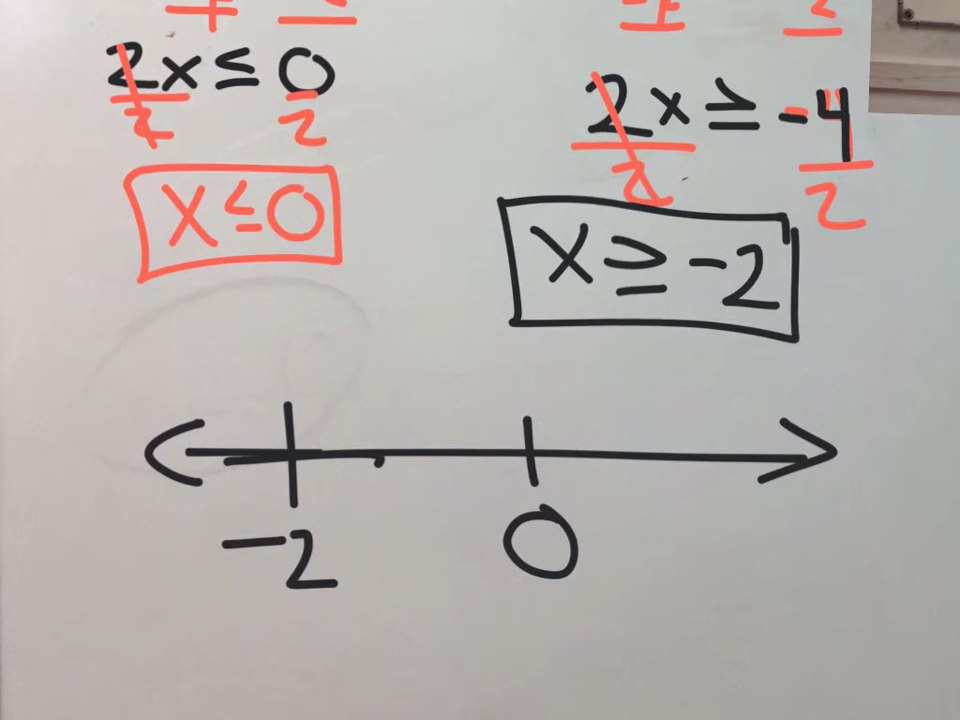 2x ≤ 0
2 2
x ≤ 0
2x ≥ -4
2 2
x ≥ -2
-2 0